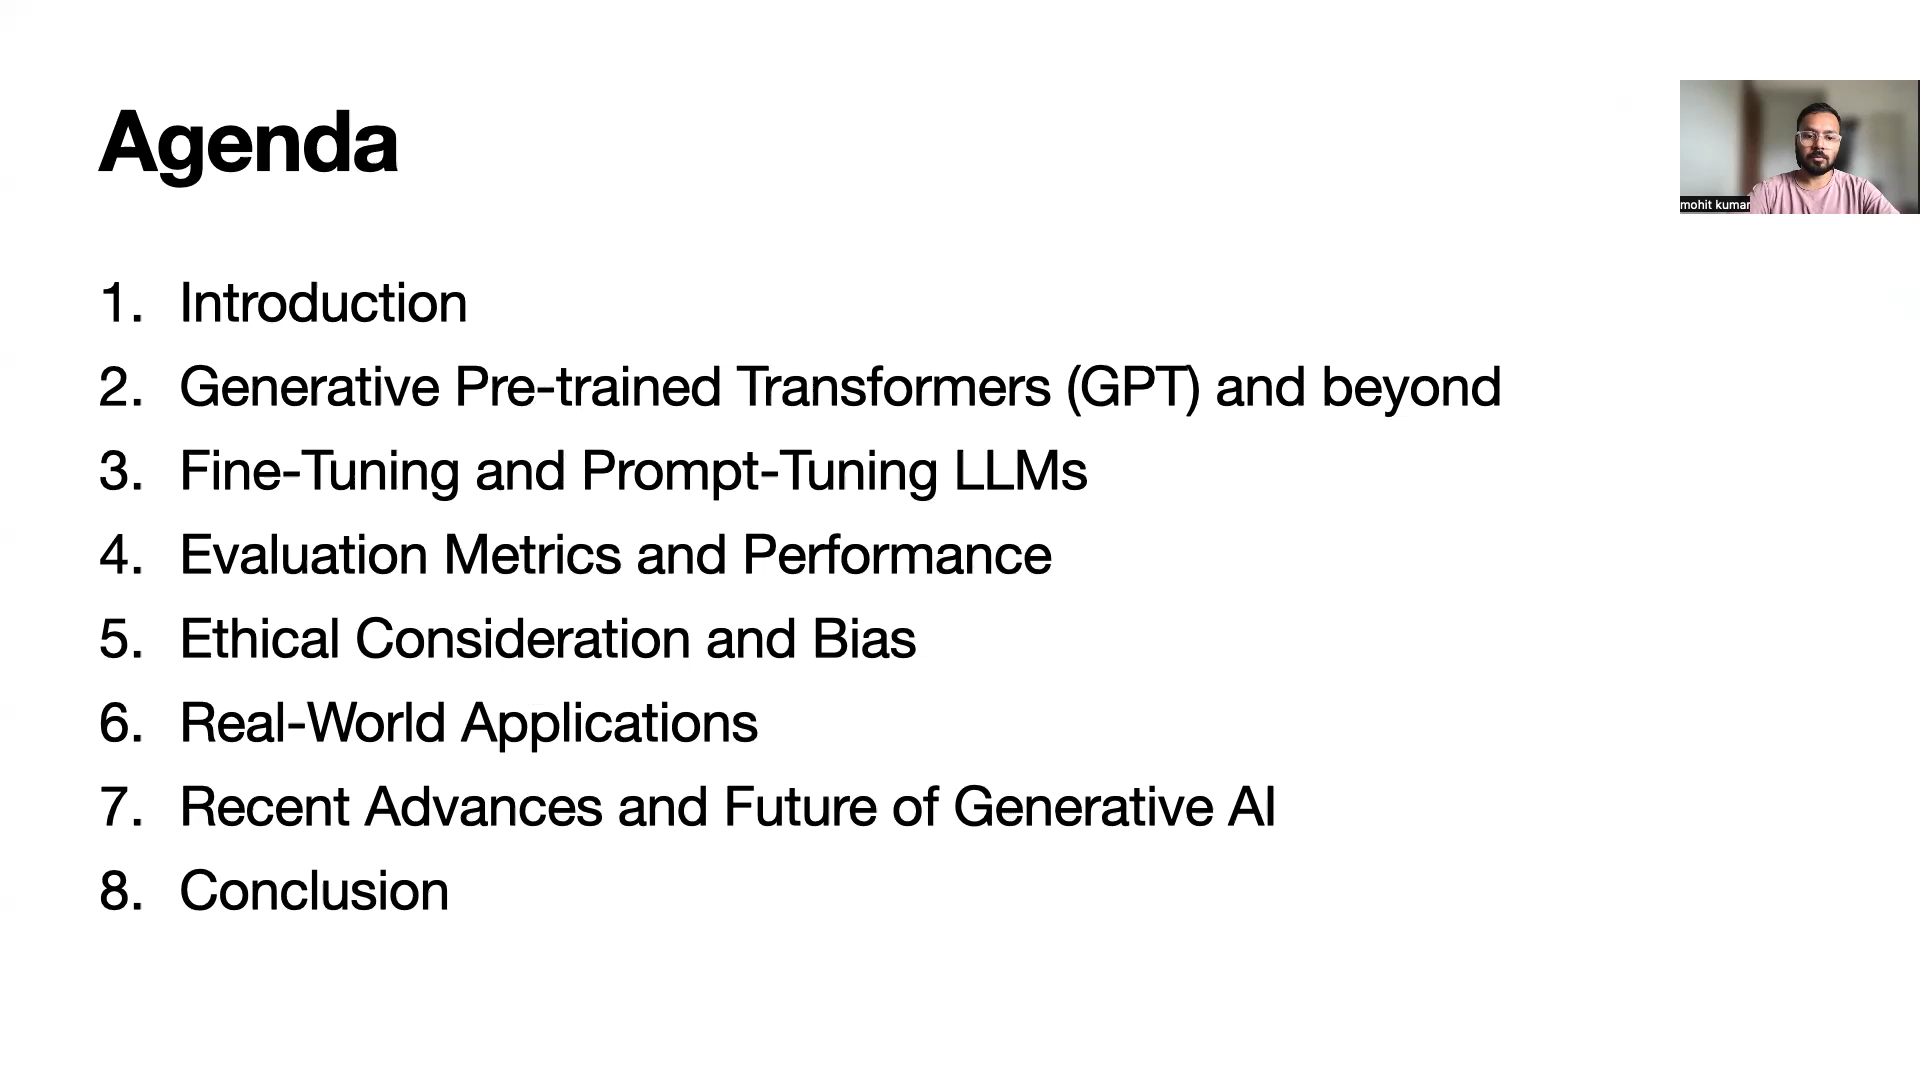 Agenda
mohit kumar
1. Introduction
2. Generative Pre-trained Transformers (GPT) and beyond
3. Fine-Tuning and Prompt-Tuning LLMs
4. Evaluation Metrics and Performance
5. Ethical Consideration and Bias
6. Real-World Applications
7. Recent Advances and Future of Generative AI
8. Conclusion